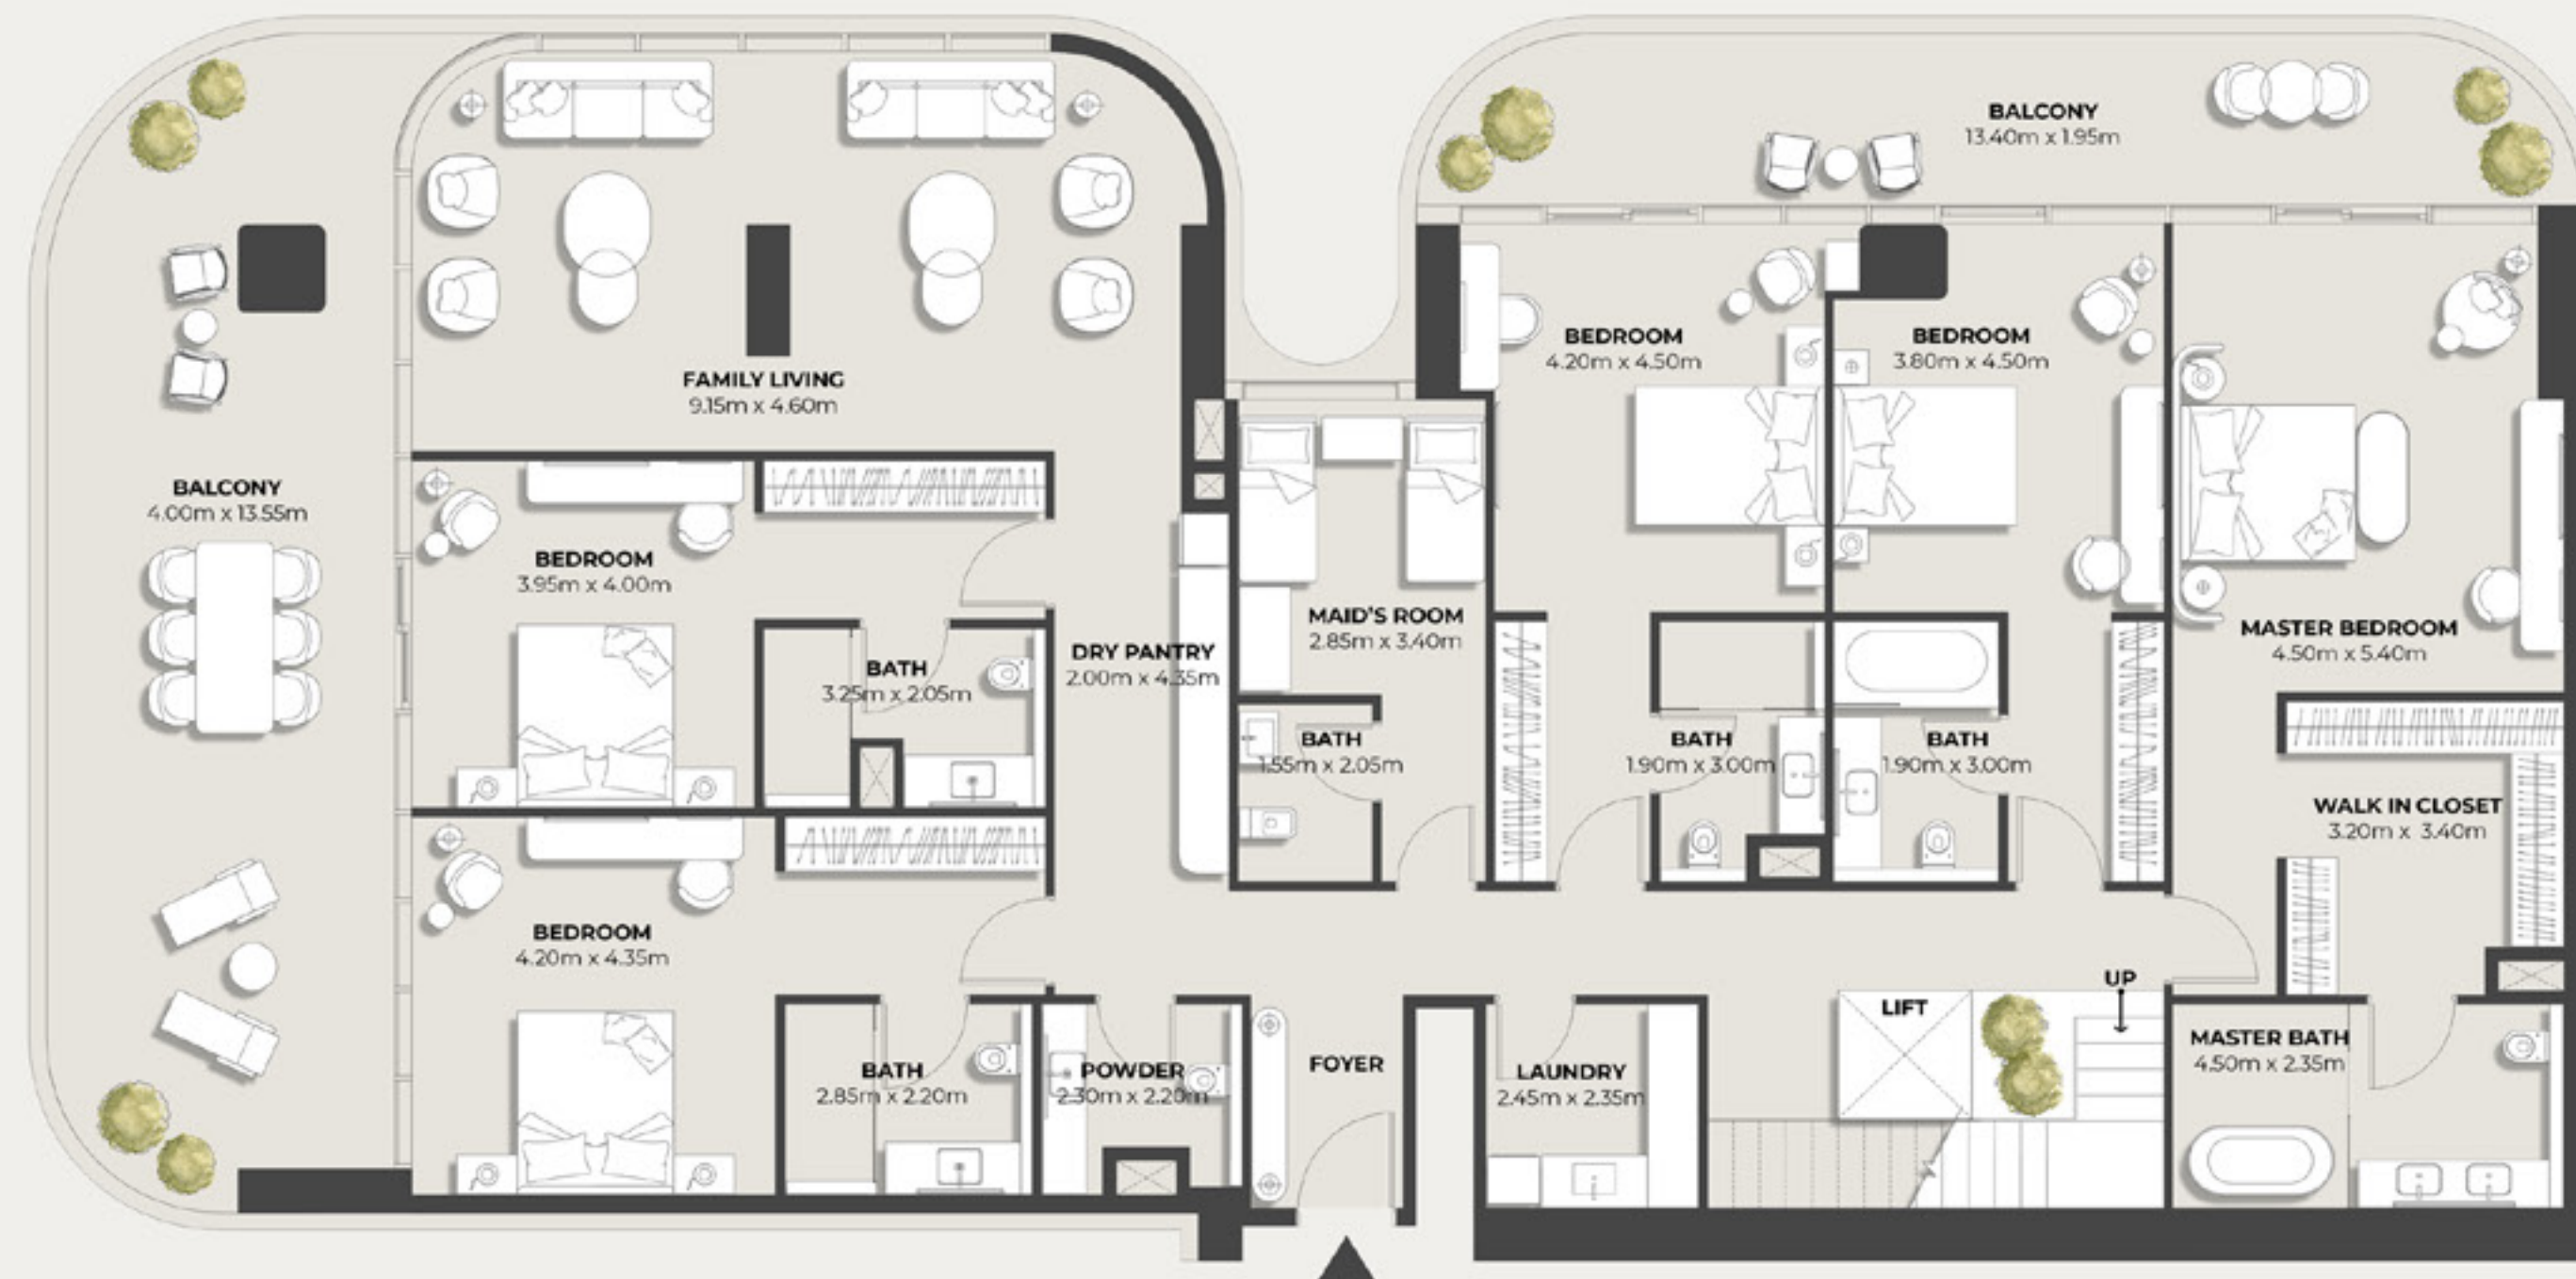 BALCONY
13.40m x 1.95m
BEDROOM
4.20m x 4.50m
BEDROOM
3.80m x 4.50m
FAMILY LIVING
9.15m x 4.60m
BALCONY
4.00m x 13.55m
BEDROOM
3.95m x 4.00m
MAID'S ROOM
2.85m x 3.40m
MASTER BEDROOM
4.50m x 5.40m
DRY PANTRY
2.00m x 4.35m
BATH
3.25m x 2.05m
BATH
1.55m x 2.05m
BATH
1.90m x 3.00m
BATH
1.90m x 3.00m
WALK IN CLOSET
3.20m x 3.40m
BEDROOM
4.20m x 4.35m
UP
LIFT
MASTER BATH
4.50m x 2.35m
BATH
2.85m x 2.20m
POWDER
2.30m x 2.20m
FOYER
LAUNDRY
2.45m x 2.35m